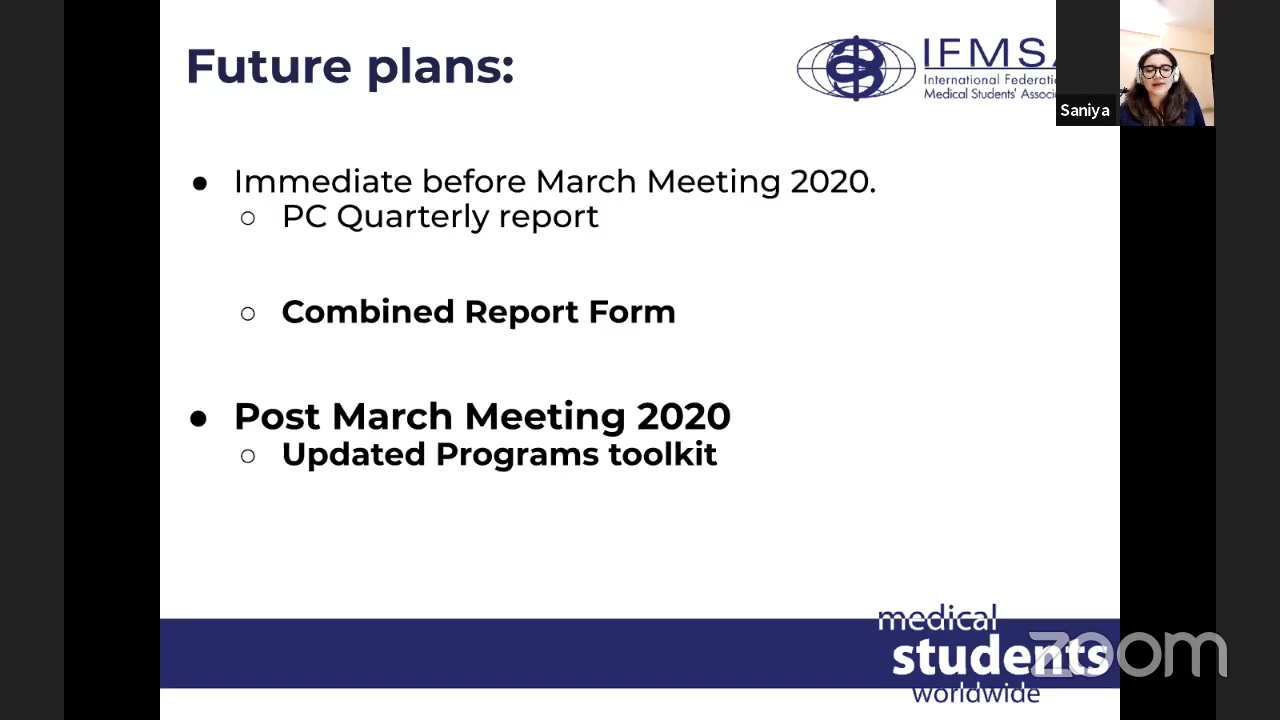 Future plans:
IFMSA
International Federatio
Medical Students' Associ
Saniya
● Immediate before March Meeting 2020.
○ PC Quarterly report
○ Combined Report Form
● Post March Meeting 2020
○ Updated Programs toolkit
medical
students
worldwide
zoom